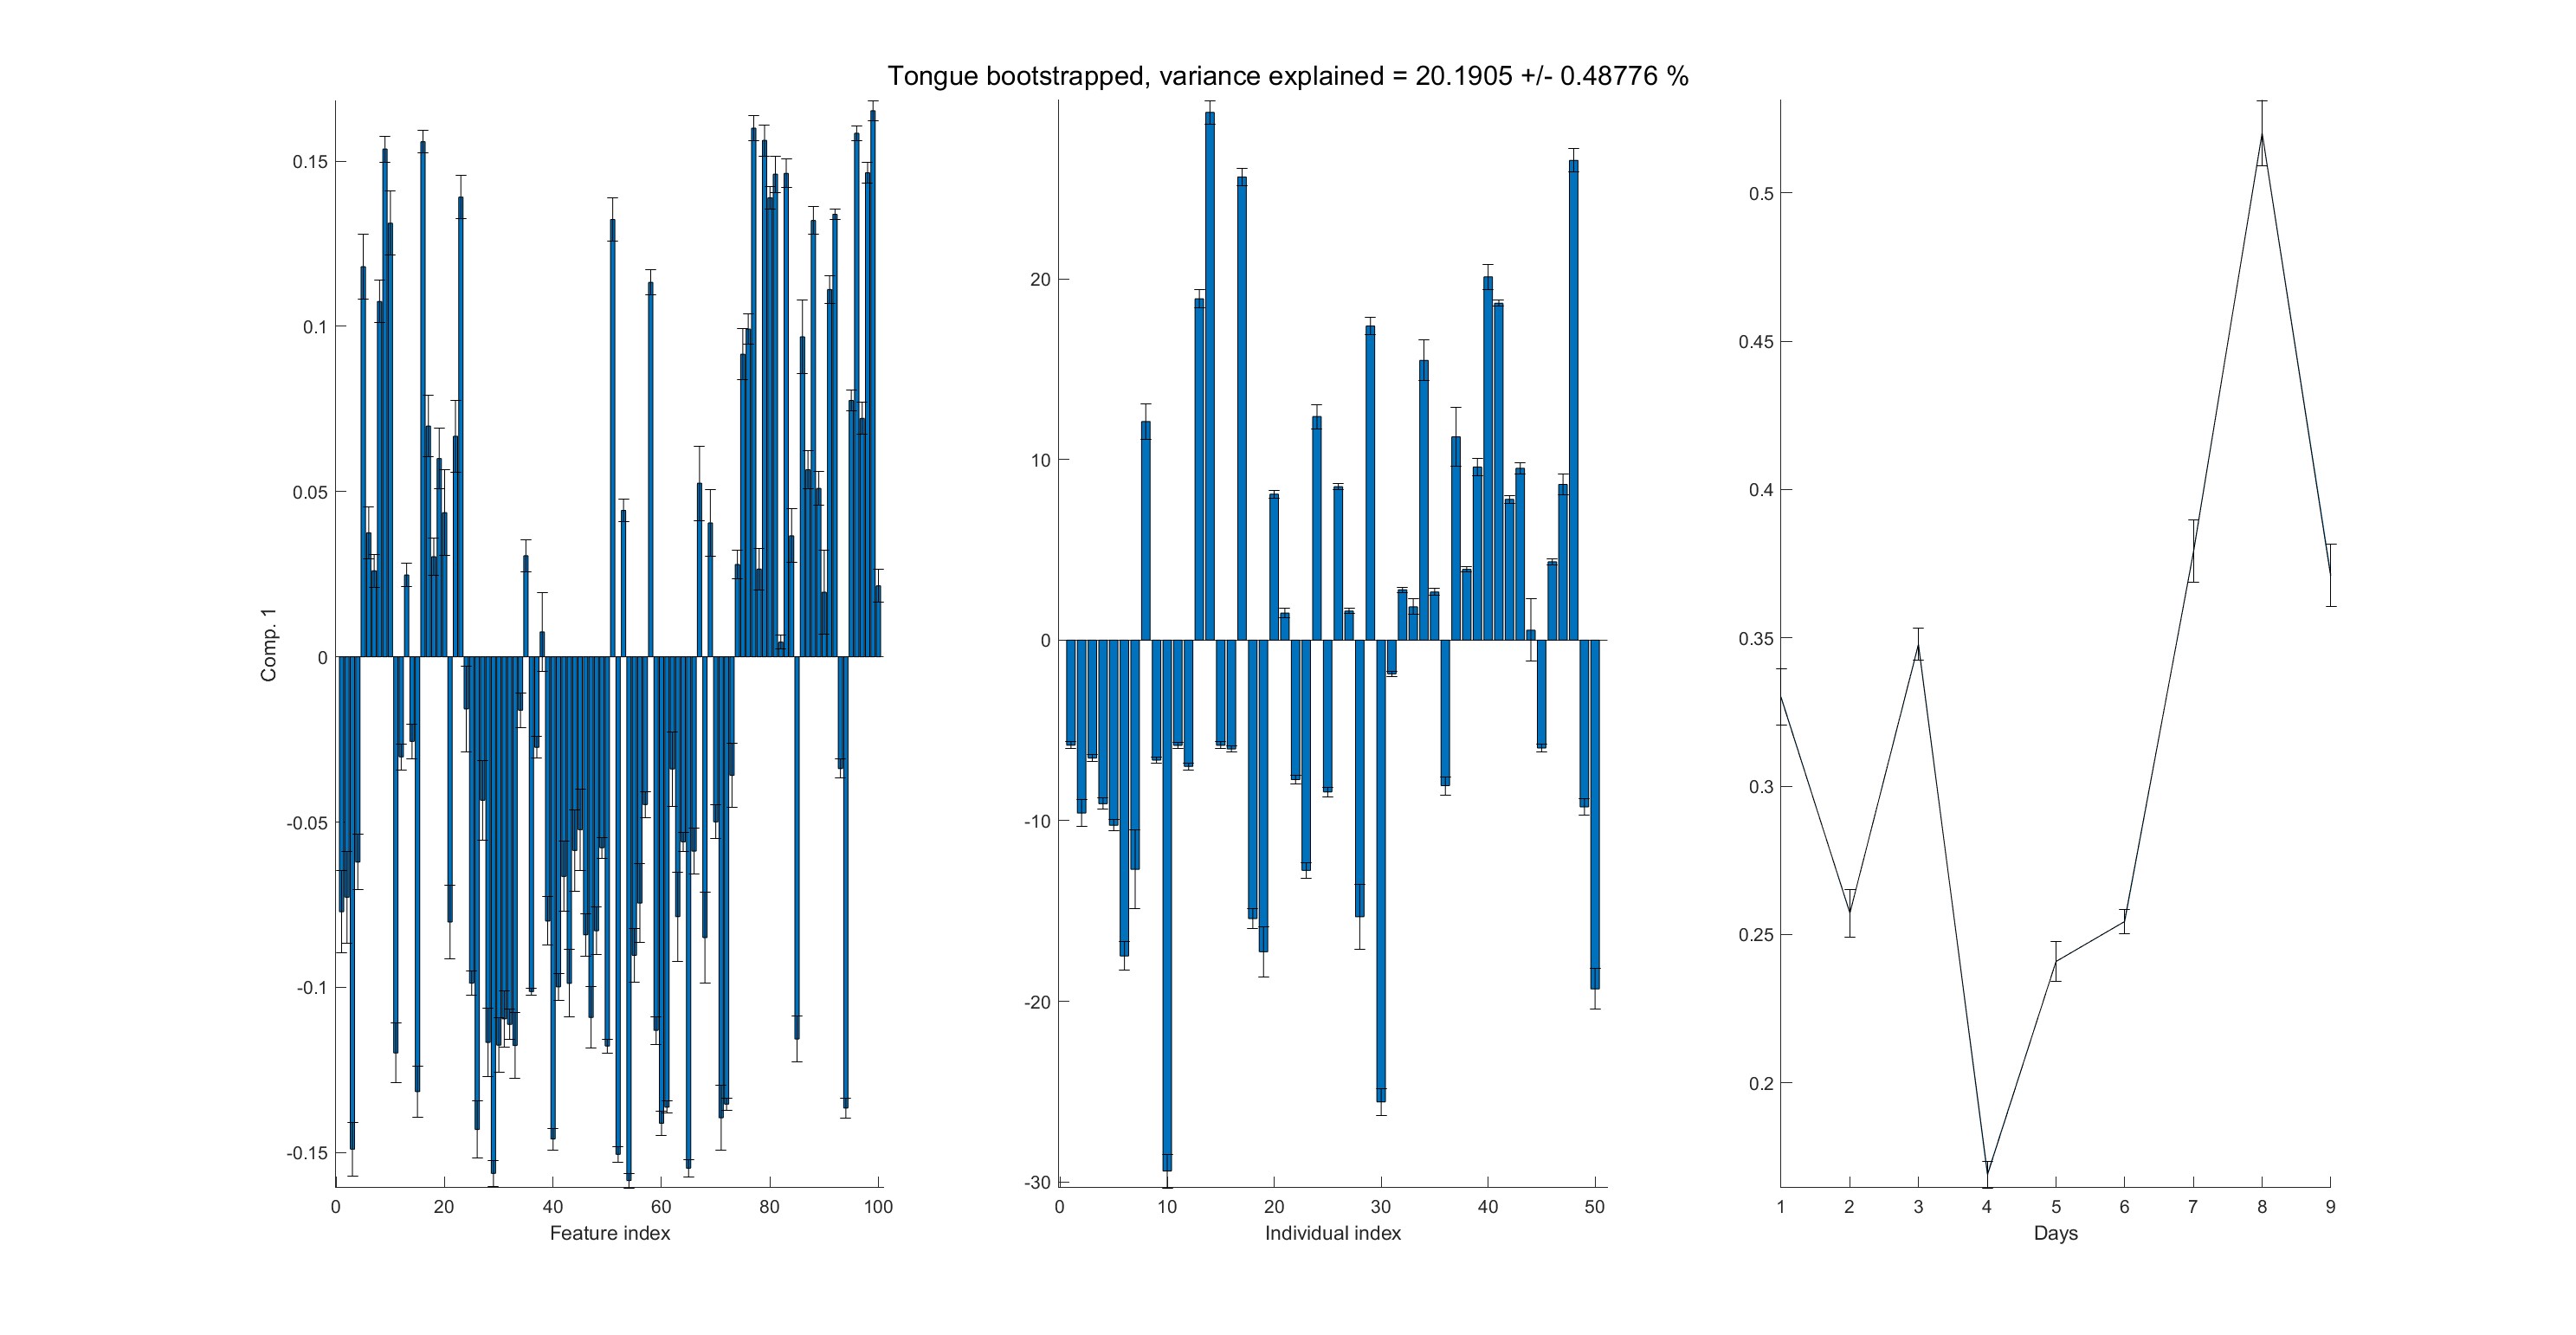 Tongue bootstrapped, variance explained = 20.1905 +/- 0.48776 %
Comp. 1
0.15
0.1
0.05
0
-0.05
-0.1
-0.15
0 20 40 60 80 100
Feature index
20
10
0
-10
-20
-30
0 10 20 30 40 50
Individual index
0.5
0.45
0.4
0.35
0.3
0.25
0.2
1 2 3 4 5 6 7 8 9
Days